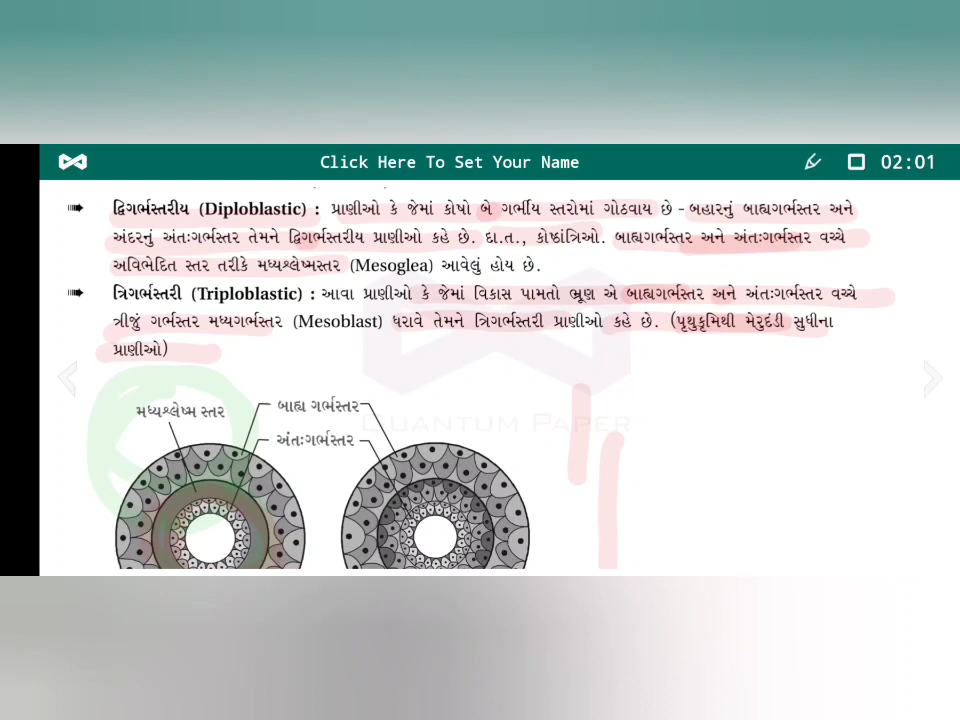 Click Here To Set Your Name
02:01
➠ દ્વિગર્ભસ્તરીય (Diploblastic) : પ્રાણીઓ કે જેમાં કોષો બે ગર્ભીય સ્તરોમાં ગોઠવાય છે - બહારનું બાહ્યગર્ભસ્તર અને
અંદરનું અંતઃગર્ભસ્તર તેમને દ્વિગર્ભસ્તરીય પ્રાણીઓ કહે છે. દા.ત., કોષ્ઠાંત્રિઓ. બાહ્યગર્ભસ્તર અને અંતઃગર્ભસ્તર વચ્ચે
અવિભેદિત સ્તર તરીકે મધ્યશ્લેષ્મસ્તર (Mesoglea) આવેલું હોય છે.
➠ ત્રિગર્ભસ્તરી (Triploblastic) : આવા પ્રાણીઓ કે જેમાં વિકાસ પામતો ભ્રૂણ એ બાહ્યગર્ભસ્તર અને અંતઃગર્ભસ્તર વચ્ચે
ત્રીજું ગર્ભસ્તર મધ્યગર્ભસ્તર (Mesoblast) ધરાવે તેમને ત્રિગર્ભસ્તરી પ્રાણીઓ કહે છે. (પૃથુકૃમિથી મેરુદંડી સુધીના
પ્રાણીઓ)
મધ્યશ્લેષ્મ સ્તર
બાહ્ય ગર્ભસ્તર
અંતઃગર્ભસ્તર
QUANTUM PAPER